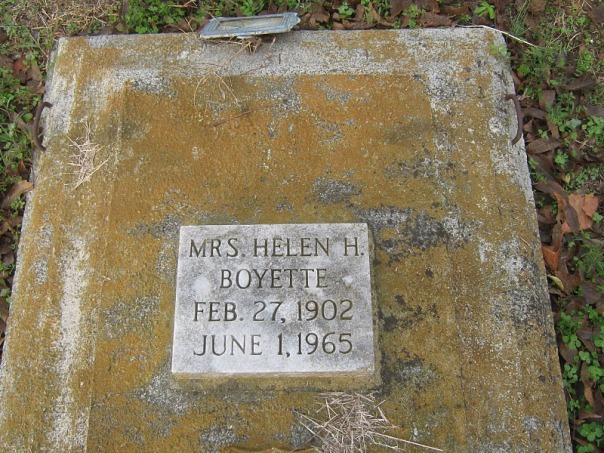 MRS. HELEN H.
BOYETTE
FEB. 27, 1902
JUNE 1, 1965